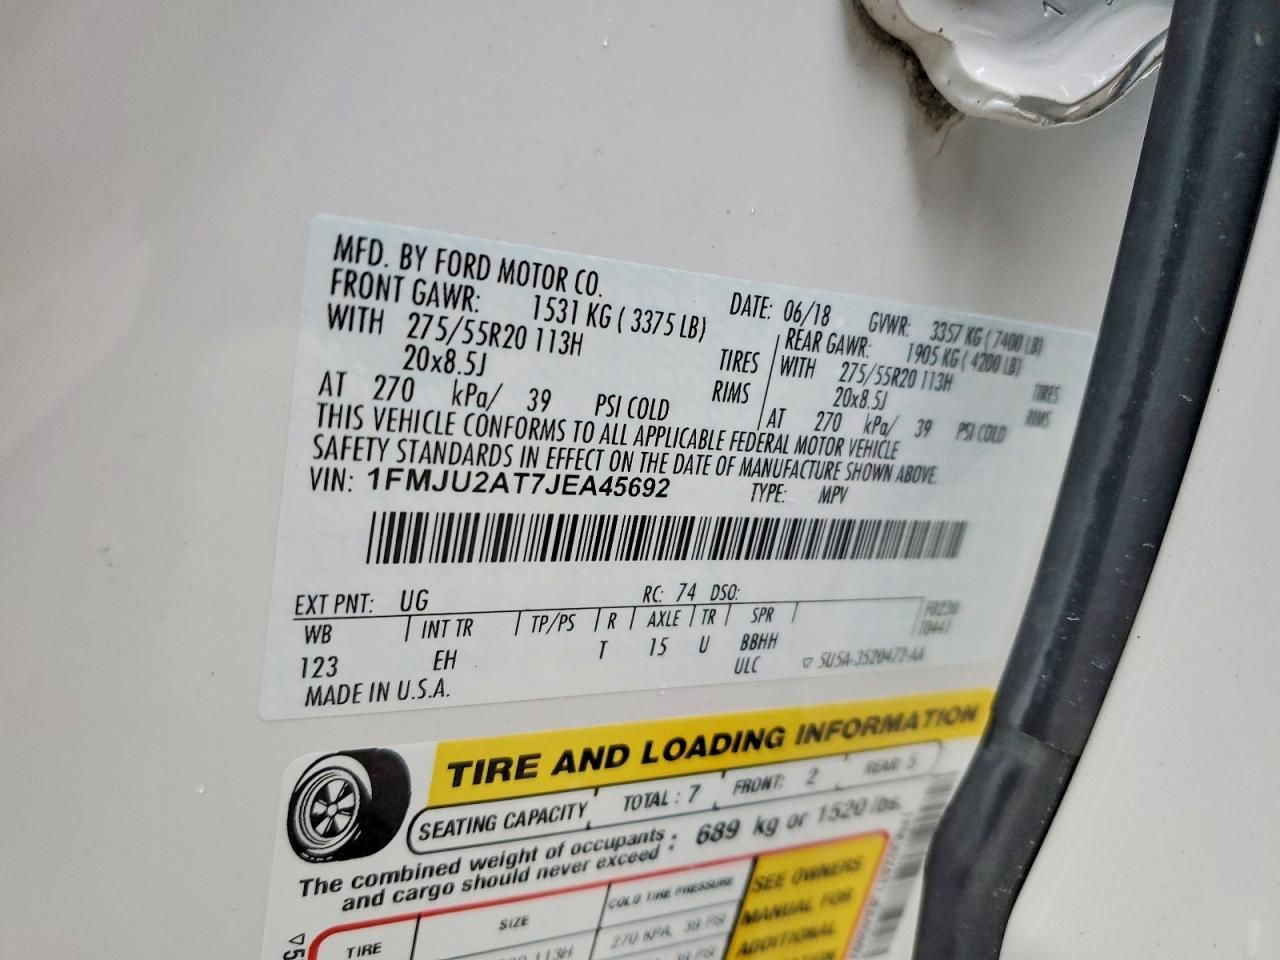 MFD. BY FORD MOTOR CO.
DATE: 06/18 GVWR: 3357 KG ( 7400 LB)
FRONT GAWR: 1531 KG ( 3375 LB)
REAR GAWR: 1905 KG ( 4200 LB)
WITH 275/55R20 113H TIRES
WITH 275/55R20 113H TIRES
20x8.5J RIMS
20x8.5J RIMS
AT 270 kPa/ 39 PSI COLD
AT 270 kPa/ 39 PSI COLD
THIS VEHICLE CONFORMS TO ALL APPLICABLE FEDERAL MOTOR VEHICLE
SAFETY STANDARDS IN EFFECT ON THE DATE OF MANUFACTURE SHOWN ABOVE.
VIN: 1FMJU2AT7JEA45692 TYPE: MPV
EXT PNT: UG RC: 74 DSO:
WB INT TR TP/PS R AXLE TR SPR
123 EH T 15 U BBHH
ULC
MADE IN U.S.A.
▽ 5U5A-3520472-AA
TIRE AND LOADING INFORMATION
SEATING CAPACITY TOTAL : 7 FRONT: 2 REAR: 5
The combined weight of occupants
and cargo should never exceed : 689 kg or 1520 lbs.
TIRE SIZE COLD TIRE PRESSURE
113H 270 KPA, 39 PSI
39 PSI
SEE OWNERS
MANUAL FOR
ADDITIONAL
▽5